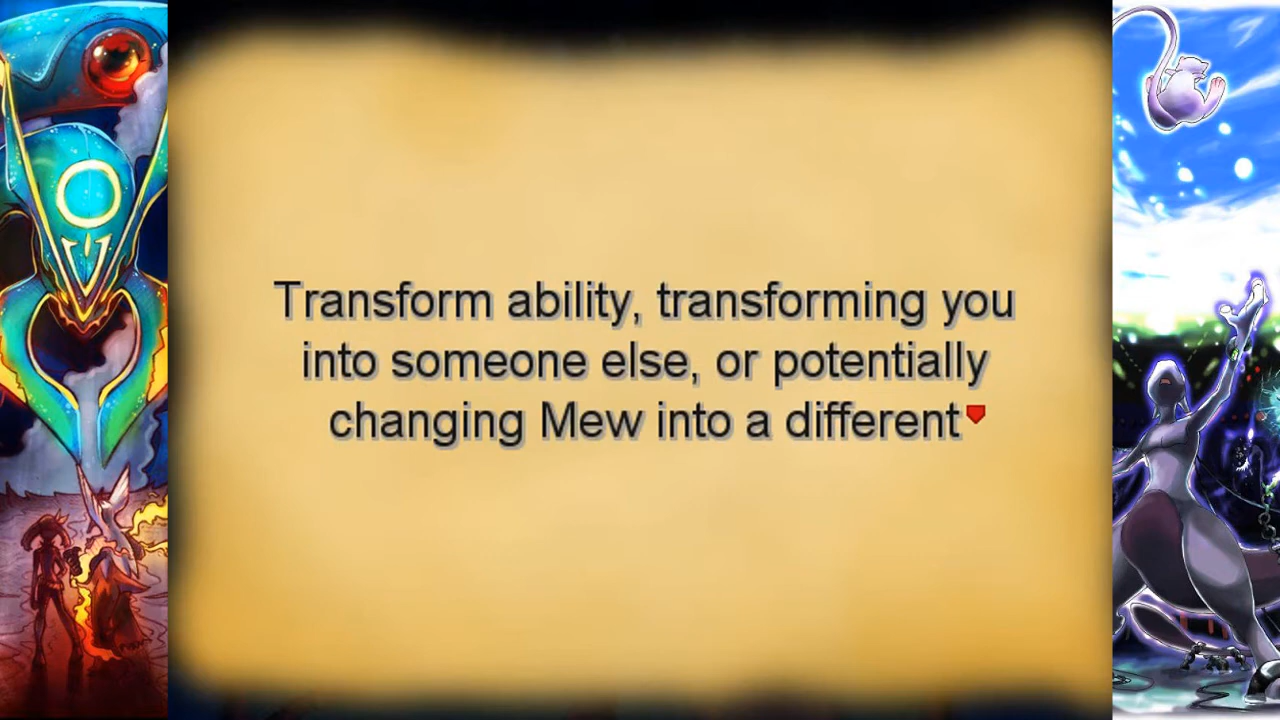 Transform ability, transforming you
into someone else, or potentially
changing Mew into a different